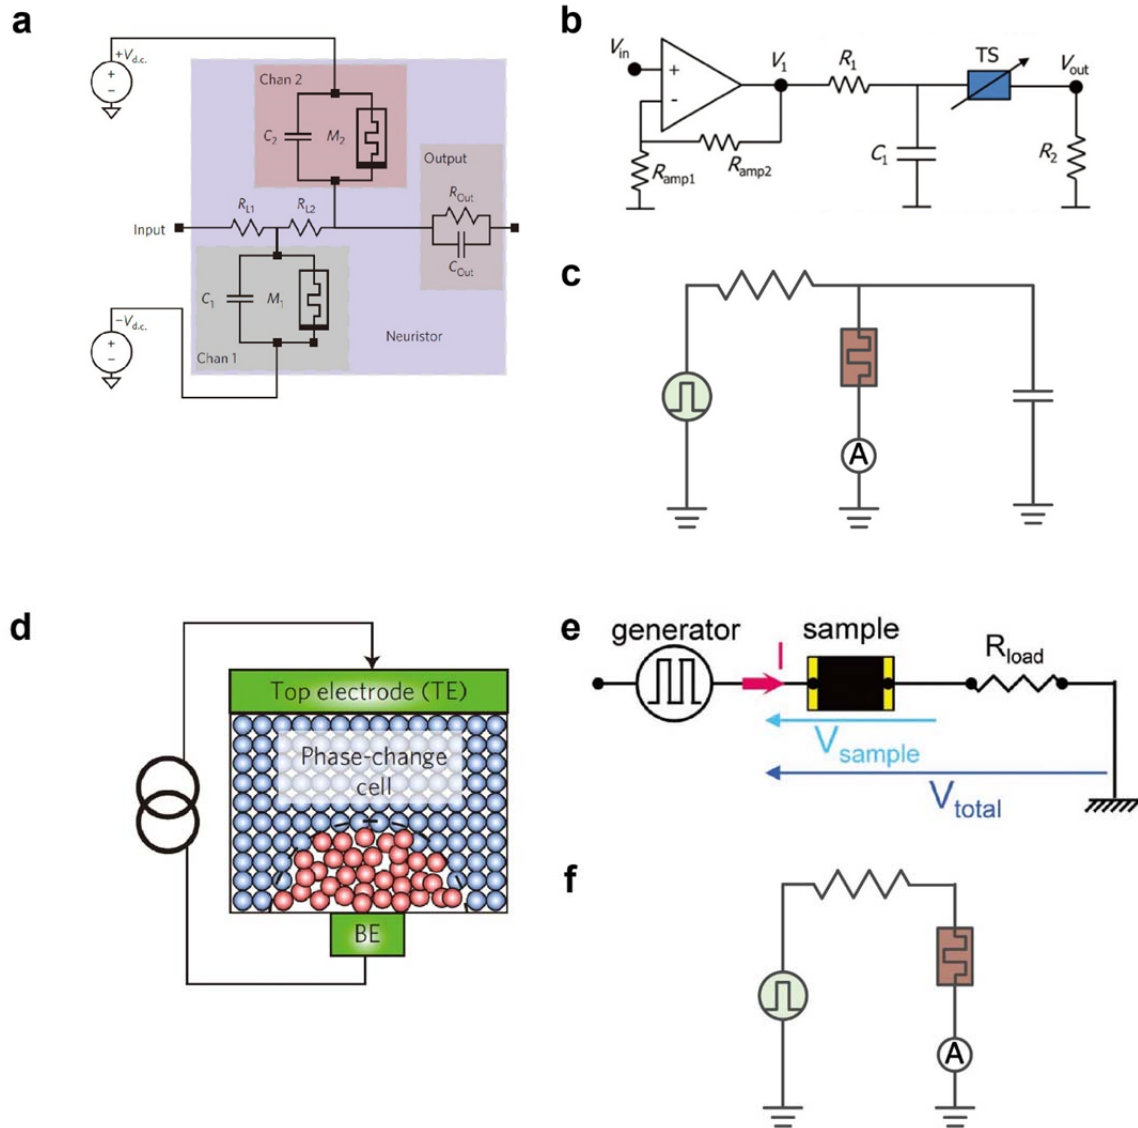 a
+Vd.c.
+
−
Chan 2
C2
M2
Output
ROut
RL1
RL2
Input
COut
C1
M1
−Vd.c.
+
−
Neuristor
Chan 1
b
Vin
+
-
V1
R1
TS
Vout
Ramp2
C1
R2
Ramp1
c
A
d
Top electrode (TE)
Phase-change
cell
BE
e
generator
I
sample
Rload
Vsample
Vtotal
f
A